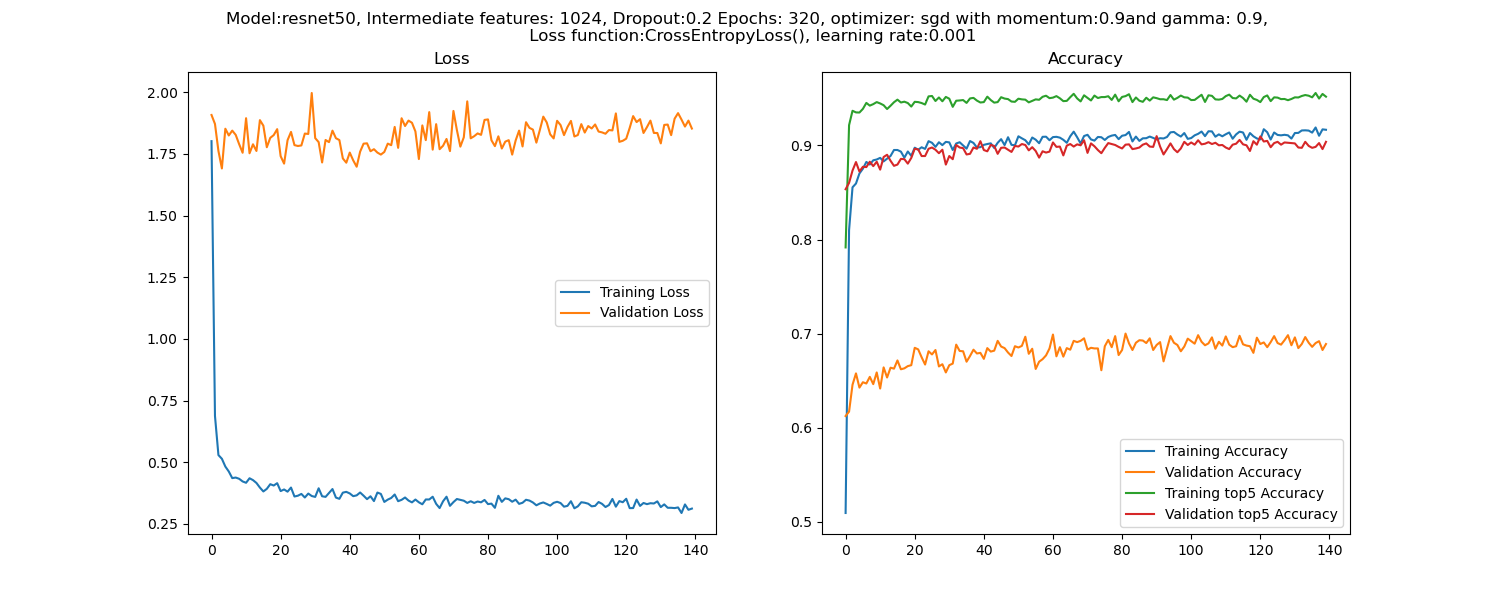 Model:resnet50, Intermediate features: 1024, Dropout:0.2 Epochs: 320, optimizer: sgd with momentum:0.9and gamma: 0.9,
Loss function:CrossEntropyLoss(), learning rate:0.001
Loss
2.00
1.75
1.50
1.25
1.00
0.75
0.50
0.25
0 20 40 60 80 100 120 140
Training Loss
Validation Loss
Accuracy
0.9
0.8
0.7
0.6
0.5
0 20 40 60 80 100 120 140
Training Accuracy
Validation Accuracy
Training top5 Accuracy
Validation top5 Accuracy